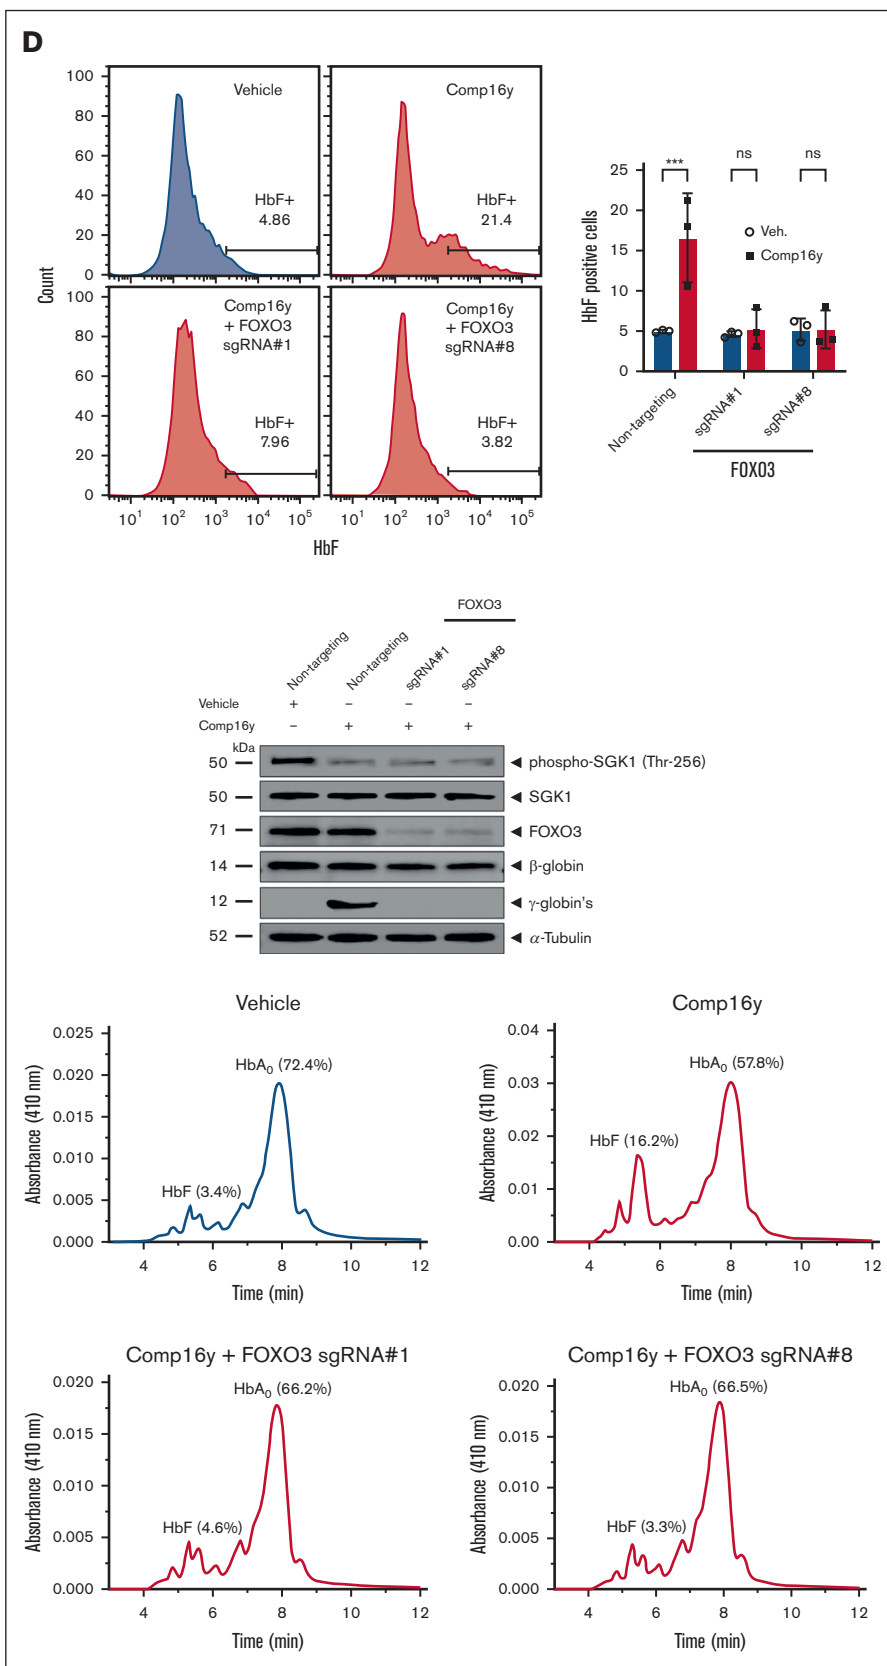 D
100
80
60
40
20
0
Count
Vehicle
HbF+
4.86
Comp16y
HbF+
21.4
100
80
60
40
20
0
Comp16y
+ FOXO3
sgRNA#1
HbF+
7.96
Comp16y
+ FOXO3
sgRNA#8
HbF+
3.82
10¹ 10² 10³ 10⁴ 10⁵
10¹ 10² 10³ 10⁴ 10⁵
HbF
HbF positive cells
25
20
15
10
5
0
***
ns
ns
Veh.
Comp16y
Non-targeting
sgRNA#1
sgRNA#8
FOXO3
FOXO3
Non-targeting
Non-targeting
sgRNA#1
sgRNA#8
Vehicle + – – –
Comp16y – + + +
kDa
50 phospho-SGK1 (Thr-256)
50 SGK1
71 FOXO3
14 β-globin
12 γ-globin's
52 α-Tubulin
Vehicle
Absorbance (410 nm)
0.025
0.020
0.015
0.010
0.005
0.000
HbA₀ (72.4%)
HbF (3.4%)
4 6 8 10 12
Time (min)
Comp16y
Absorbance (410 nm)
0.04
0.03
0.02
0.01
0.00
HbA₀ (57.8%)
HbF (16.2%)
4 6 8 10 12
Time (min)
Comp16y + FOXO3 sgRNA#1
Absorbance (410 nm)
0.020
0.015
0.010
0.005
0.000
HbA₀ (66.2%)
HbF (4.6%)
4 6 8 10 12
Time (min)
Comp16y + FOXO3 sgRNA#8
Absorbance (410 nm)
0.020
0.015
0.010
0.005
0.000
HbA₀ (66.5%)
HbF (3.3%)
4 6 8 10 12
Time (min)